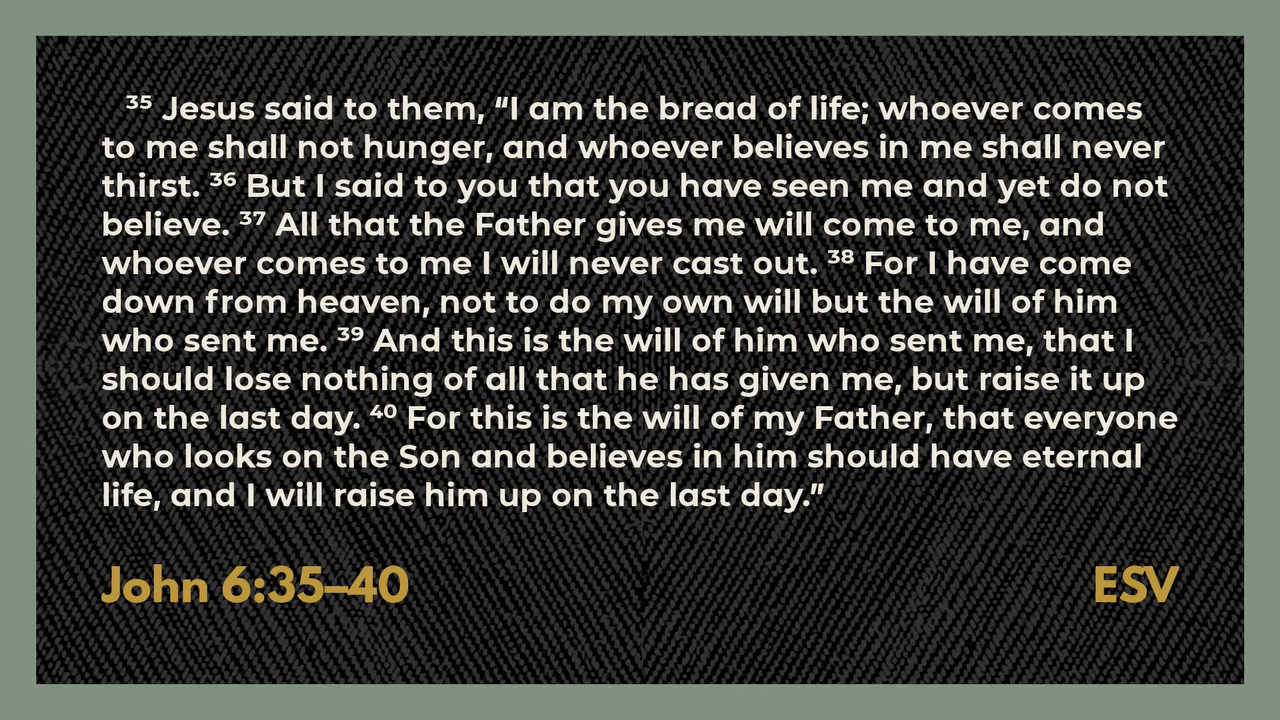 ³⁵ Jesus said to them, “I am the bread of life; whoever comes
to me shall not hunger, and whoever believes in me shall never
thirst. ³⁶ But I said to you that you have seen me and yet do not
believe. ³⁷ All that the Father gives me will come to me, and
whoever comes to me I will never cast out. ³⁸ For I have come
down from heaven, not to do my own will but the will of him
who sent me. ³⁹ And this is the will of him who sent me, that I
should lose nothing of all that he has given me, but raise it up
on the last day. ⁴⁰ For this is the will of my Father, that everyone
who looks on the Son and believes in him should have eternal
life, and I will raise him up on the last day.”
John 6:35–40 ESV